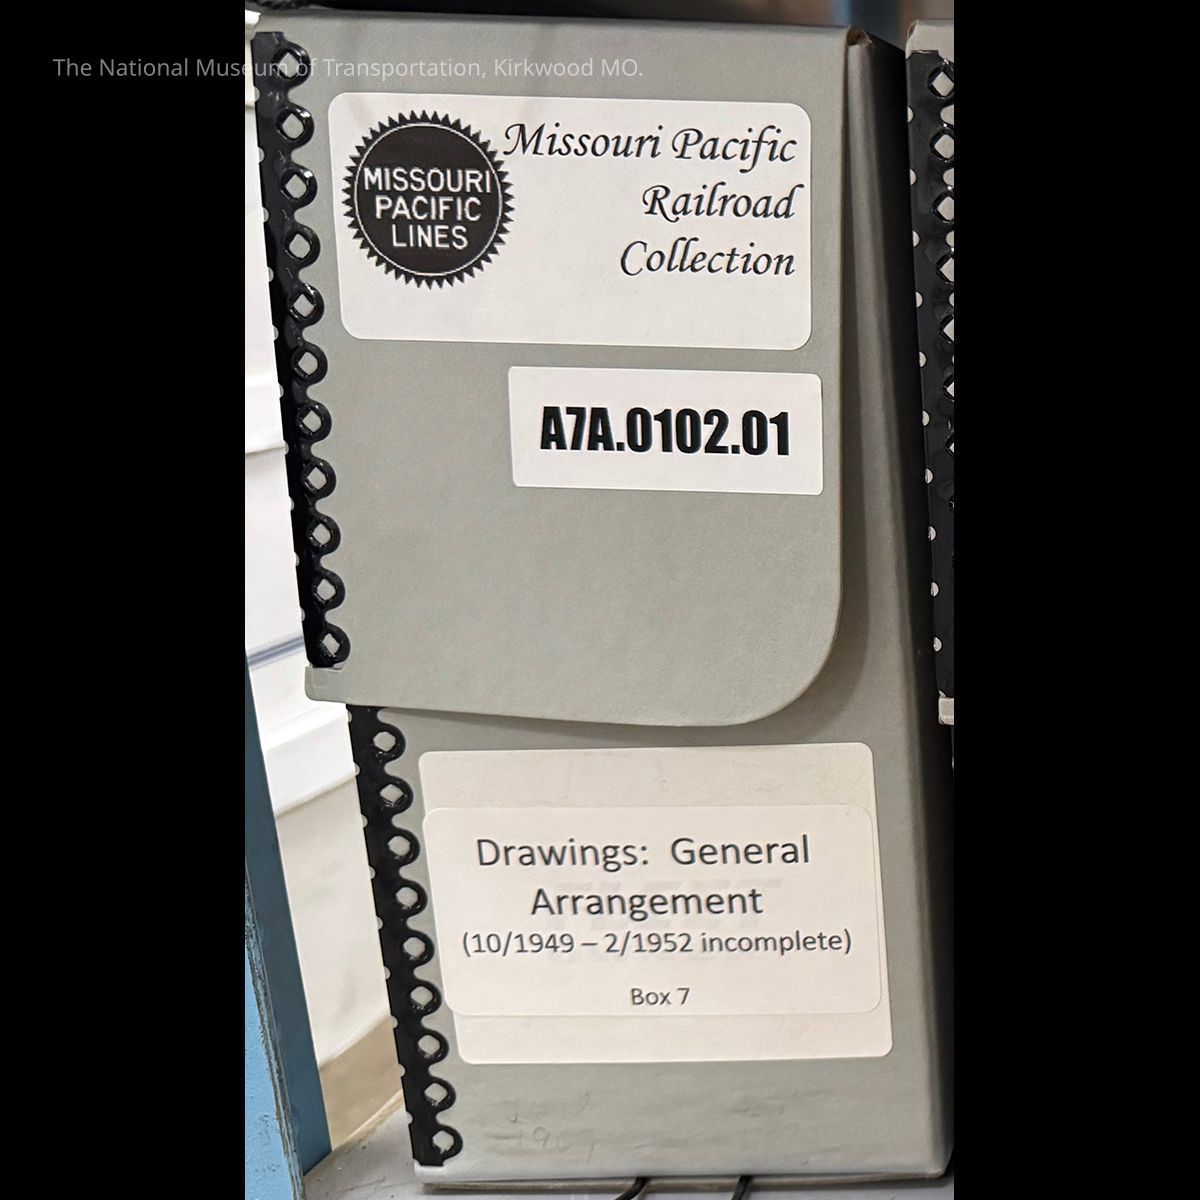 The National Museum of Transportation, Kirkwood MO.
MISSOURI
PACIFIC
LINES
Missouri Pacific
Railroad
Collection
A7A.0102.01
Drawings: General
Arrangement
(10/1949 – 2/1952 incomplete)
Box 7